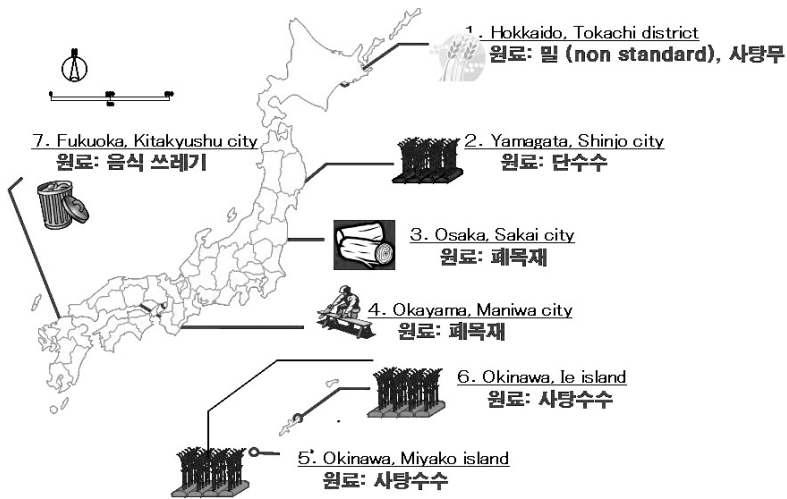 1. Hokkaido, Tokachi district
원료: 밀 (non standard), 사탕무
7. Fukuoka, Kitakyushu city
원료: 음식 쓰레기
2. Yamagata, Shinjo city
원료: 단수수
3. Osaka, Sakai city
원료: 폐목재
4. Okayama, Maniwa city
원료: 폐목재
6. Okinawa, Ie island
원료: 사탕수수
5. Okinawa, Miyako island
원료: 사탕수수